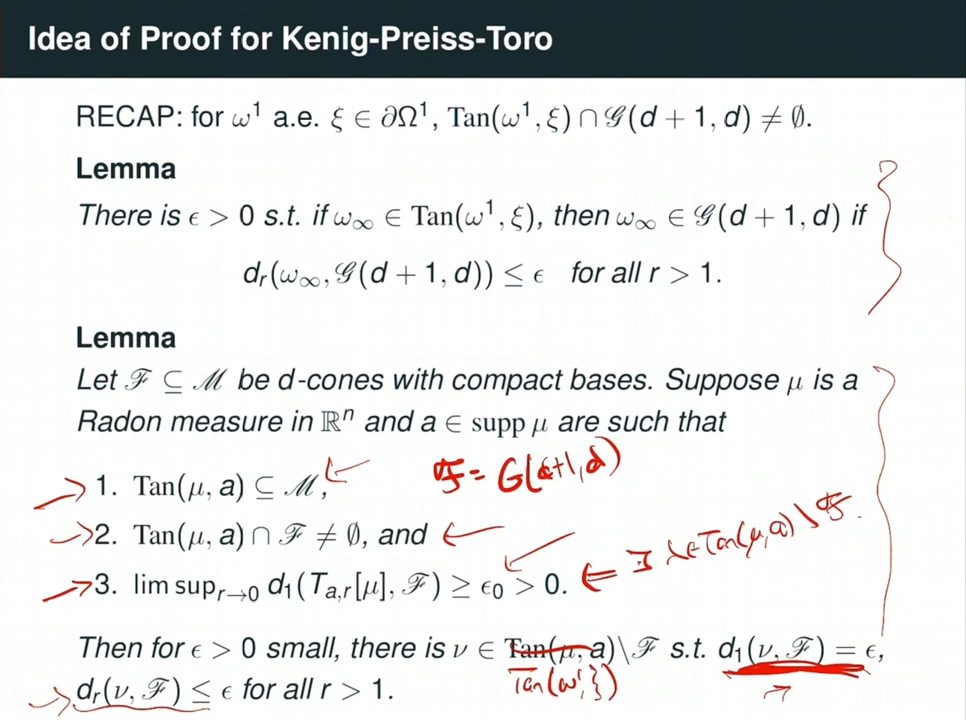 Idea of Proof for Kenig-Preiss-Toro
RECAP: for ω¹ a.e. ξ ∈ ∂Ω¹, Tan(ω¹, ξ) ∩ 𝒢(d + 1, d) ≠ ∅.
Lemma
There is ϵ > 0 s.t. if ω∞ ∈ Tan(ω¹, ξ), then ω∞ ∈ 𝒢(d + 1, d) if
dᵣ(ω∞, 𝒢(d + 1, d)) ≤ ϵ for all r > 1.
Lemma
Let ℱ ⊆ ℳ be d-cones with compact bases. Suppose μ is a
Radon measure in ℝⁿ and a ∈ supp μ are such that
1. Tan(μ, a) ⊆ ℳ,
ℱ = G(d+1, d)
2. Tan(μ, a) ∩ ℱ ≠ ∅, and
3. lim sup_{r→0} d₁(T_{a,r}[μ], ℱ) ≥ ϵ₀ > 0.
⇐ ∃ λ ∈ Tan(μ, a) \ ℱ.
Then for ϵ > 0 small, there is ν ∈ Tan(μ, a)\ℱ s.t. d₁(ν, ℱ) = ϵ,
Tan(ω¹, ξ)
dᵣ(ν, ℱ) ≤ ϵ for all r > 1.